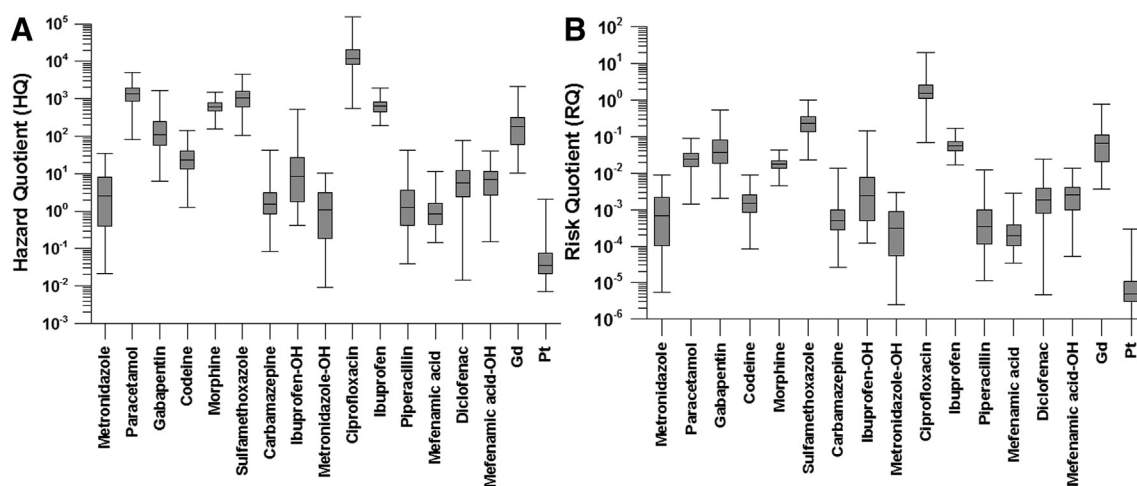 A
Hazard Quotient (HQ)
10^5
10^4
10^3
10^2
10^1
10^0
10^-1
10^-2
10^-3
Metronidazole
Paracetamol
Gabapentin
Codeine
Morphine
Sulfamethoxazole
Carbamazepine
Ibuprofen-OH
Metronidazole-OH
Ciprofloxacin
Ibuprofen
Piperacillin
Mefenamic acid
Diclofenac
Mefenamic acid-OH
Gd
Pt
B
Risk Quotient (RQ)
10^2
10^1
10^0
10^-1
10^-2
10^-3
10^-4
10^-5
10^-6
Metronidazole
Paracetamol
Gabapentin
Codeine
Morphine
Sulfamethoxazole
Carbamazepine
Ibuprofen-OH
Metronidazole-OH
Ciprofloxacin
Ibuprofen
Piperacillin
Mefenamic acid
Diclofenac
Mefenamic acid-OH
Gd
Pt